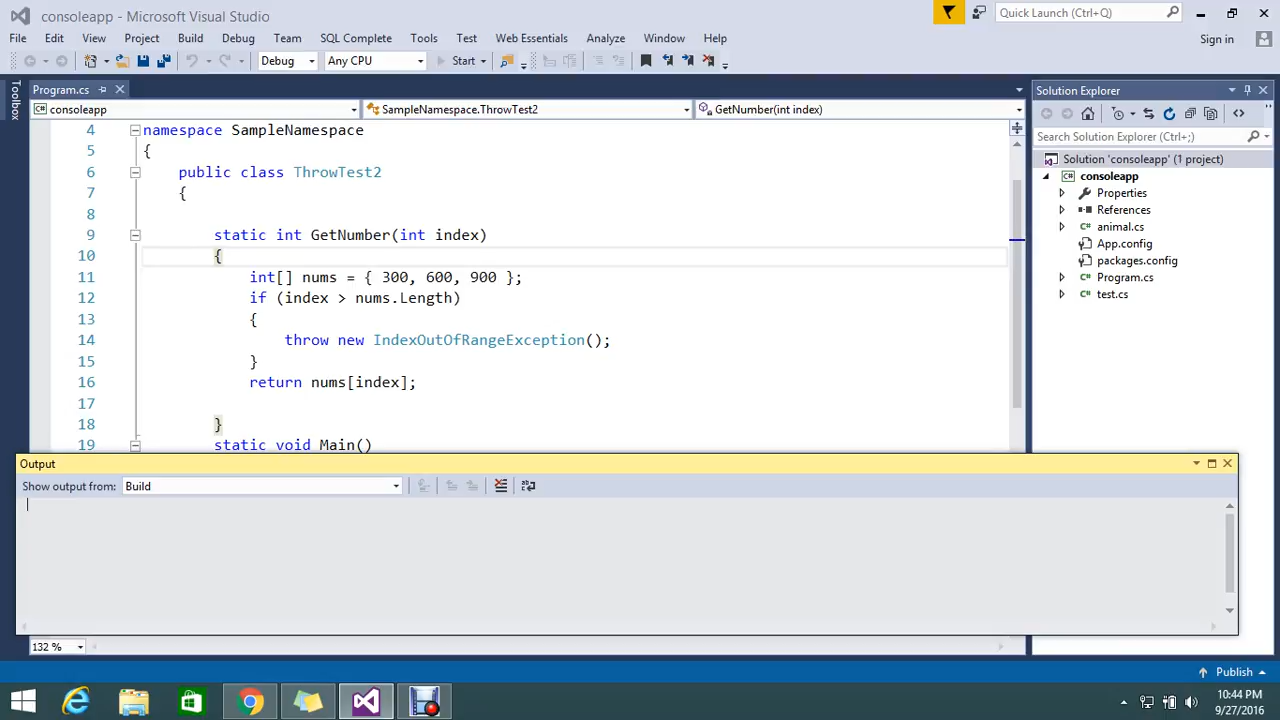 consoleapp - Microsoft Visual Studio
Quick Launch (Ctrl+Q)
File Edit View Project Build Debug Team SQL Complete Tools Test Web Essentials Analyze Window Help
Sign in
Debug Any CPU Start
Toolbox
Program.cs
consoleapp SampleNamespace.ThrowTest2 GetNumber(int index)
4 namespace SampleNamespace
5 {
6 public class ThrowTest2
7 {
8
9 static int GetNumber(int index)
10 {
11 int[] nums = { 300, 600, 900 };
12 if (index > nums.Length)
13 {
14 throw new IndexOutOfRangeException();
15 }
16 return nums[index];
17
18 }
19 static void Main()
Output
Show output from: Build
132 %
Solution Explorer
Search Solution Explorer (Ctrl+;)
Solution 'consoleapp' (1 project)
C# consoleapp
Properties
References
C# animal.cs
App.config
packages.config
C# Program.cs
C# test.cs
Publish
10:44 PM
9/27/2016